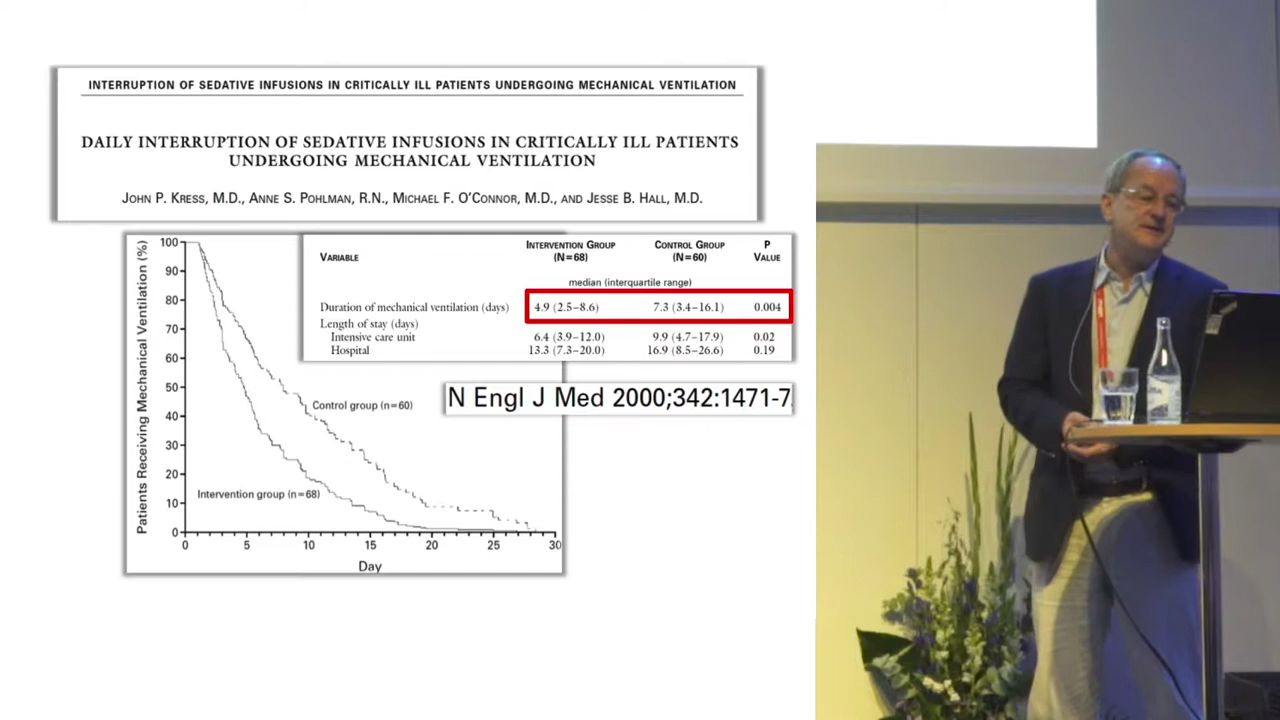 INTERRUPTION OF SEDATIVE INFUSIONS IN CRITICALLY ILL PATIENTS UNDERGOING MECHANICAL VENTILATION
DAILY INTERRUPTION OF SEDATIVE INFUSIONS IN CRITICALLY ILL PATIENTS
UNDERGOING MECHANICAL VENTILATION
JOHN P. KRESS, M.D., ANNE S. POHLMAN, R.N., MICHAEL F. O'CONNOR, M.D., AND JESSE B. HALL, M.D.
VARIABLE
INTERVENTION GROUP
(N=68)
CONTROL GROUP
(N=60)
P
VALUE
median (interquartile range)
Duration of mechanical ventilation (days) 4.9 (2.5–8.6) 7.3 (3.4–16.1) 0.004
Length of stay (days)
Intensive care unit 6.4 (3.9–12.0) 9.9 (4.7–17.9) 0.02
Hospital 13.3 (7.3–20.0) 16.9 (8.5–26.6) 0.19
N Engl J Med 2000;342:1471-7
Patients Receiving Mechanical Ventilation (%)
100
90
80
70
60
50
40
30
20
10
0
Control group (n=60)
Intervention group (n=68)
0 5 10 15 20 25 30
Day